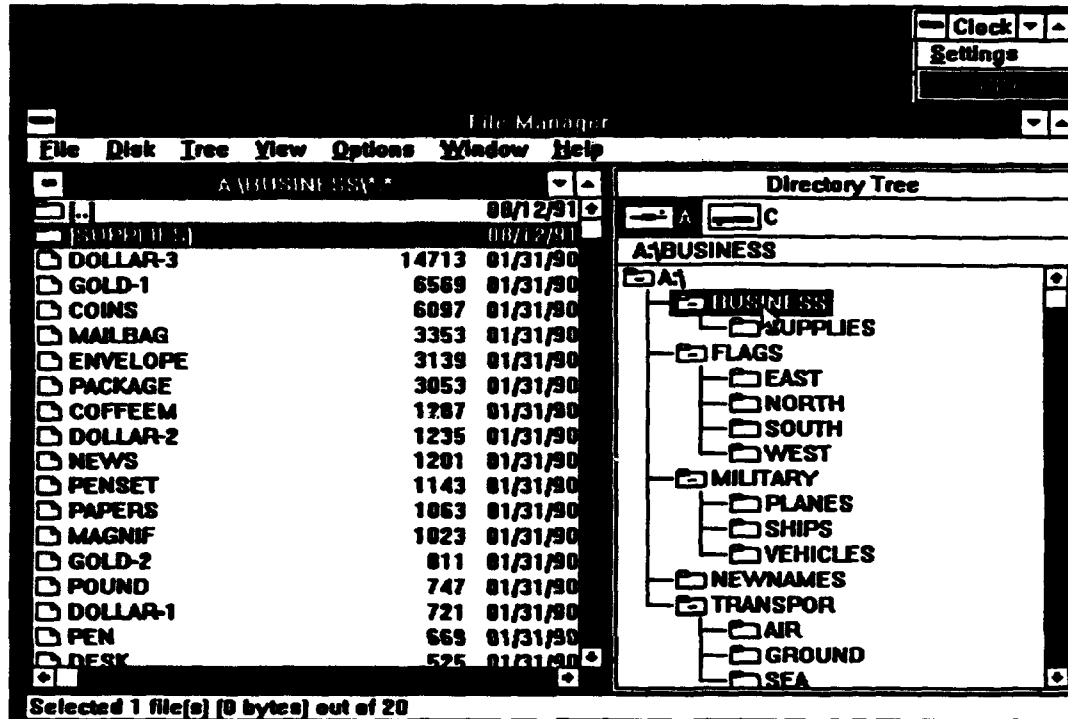 Clock
Settings
File Manager
File Disk Tree View Options Window Help
A:\BUSINESS\*.*
[..] 08/12/91
[SUPPLIES] 08/12/91
DOLLAR-3 14713 01/31/90
GOLD-1 6569 01/31/90
COINS 6097 01/31/90
MAILBAG 3353 01/31/90
ENVELOPE 3139 01/31/90
PACKAGE 3053 01/31/90
COFFEEM 1287 01/31/90
DOLLAR-2 1235 01/31/90
NEWS 1201 01/31/90
PENSET 1143 01/31/90
PAPERS 1063 01/31/90
MAGNIF 1023 01/31/90
GOLD-2 811 01/31/90
POUND 747 01/31/90
DOLLAR-1 721 01/31/90
PEN 669 01/31/90
DESK 525 01/31/90
Selected 1 file(s) (0 bytes) out of 20
Directory Tree
A C
A:\BUSINESS
A:\
BUSINESS
SUPPLIES
FLAGS
EAST
NORTH
SOUTH
WEST
MILITARY
PLANES
SHIPS
VEHICLES
NEWNAMES
TRANSPOR
AIR
GROUND
SEA